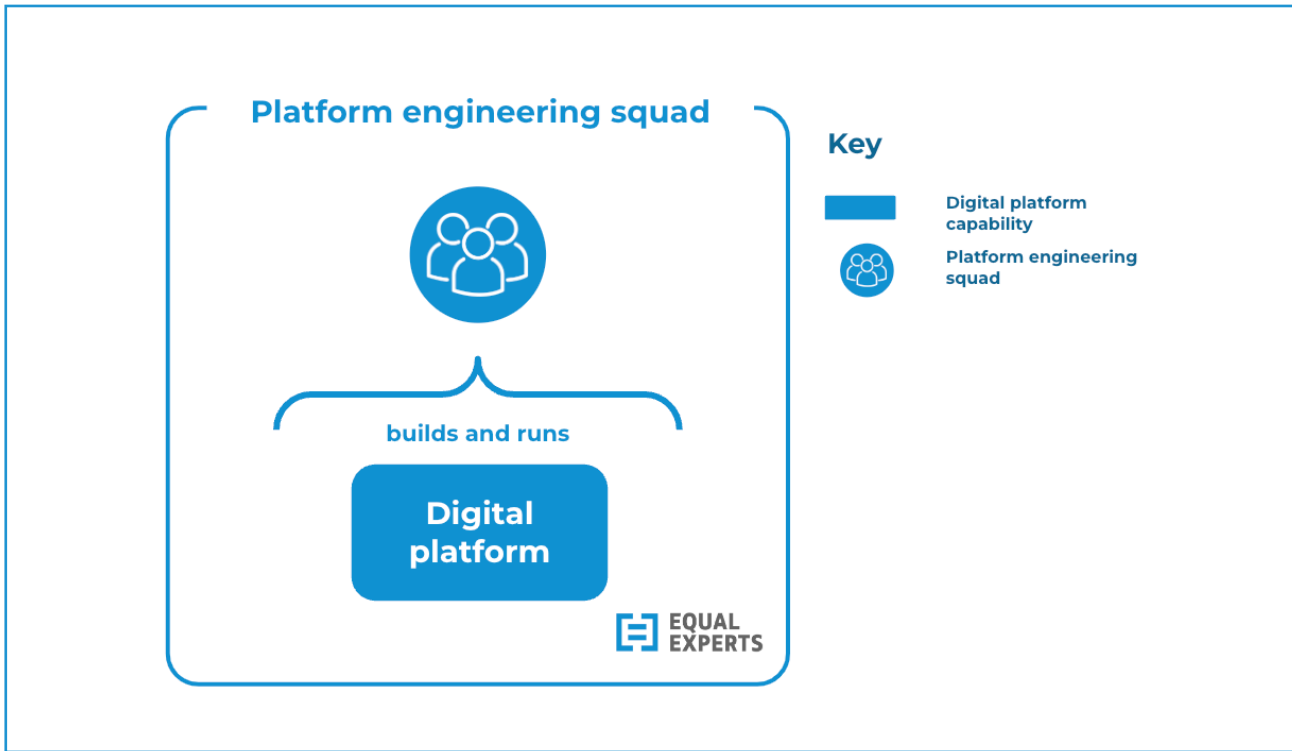 Platform engineering squad
Key
Digital platform
capability
Platform engineering
squad
builds and runs
Digital
platform
EQUAL
EXPERTS